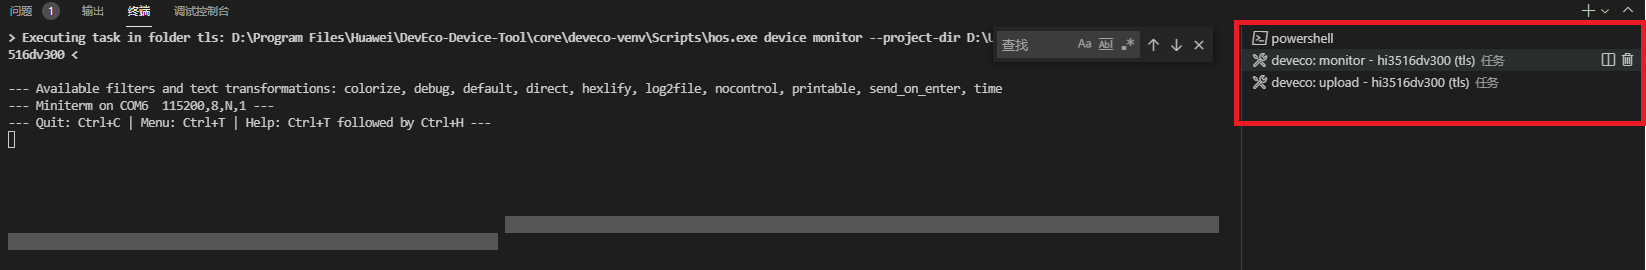 问题 1 输出 终端 调试控制台
> Executing task in folder tls: D:\Program Files\Huawei\DevEco-Device-Tool\core\deveco-venv\Scripts\hos.exe device monitor --project-dir D:\U
516dv300 <
查找 Aa Abl .*
--- Available filters and text transformations: colorize, debug, default, direct, hexlify, log2file, nocontrol, printable, send_on_enter, time
--- Miniterm on COM6  115200,8,N,1 ---
--- Quit: Ctrl+C | Menu: Ctrl+T | Help: Ctrl+T followed by Ctrl+H ---
powershell
deveco: monitor - hi3516dv300 (tls) 任务
deveco: upload - hi3516dv300 (tls) 任务